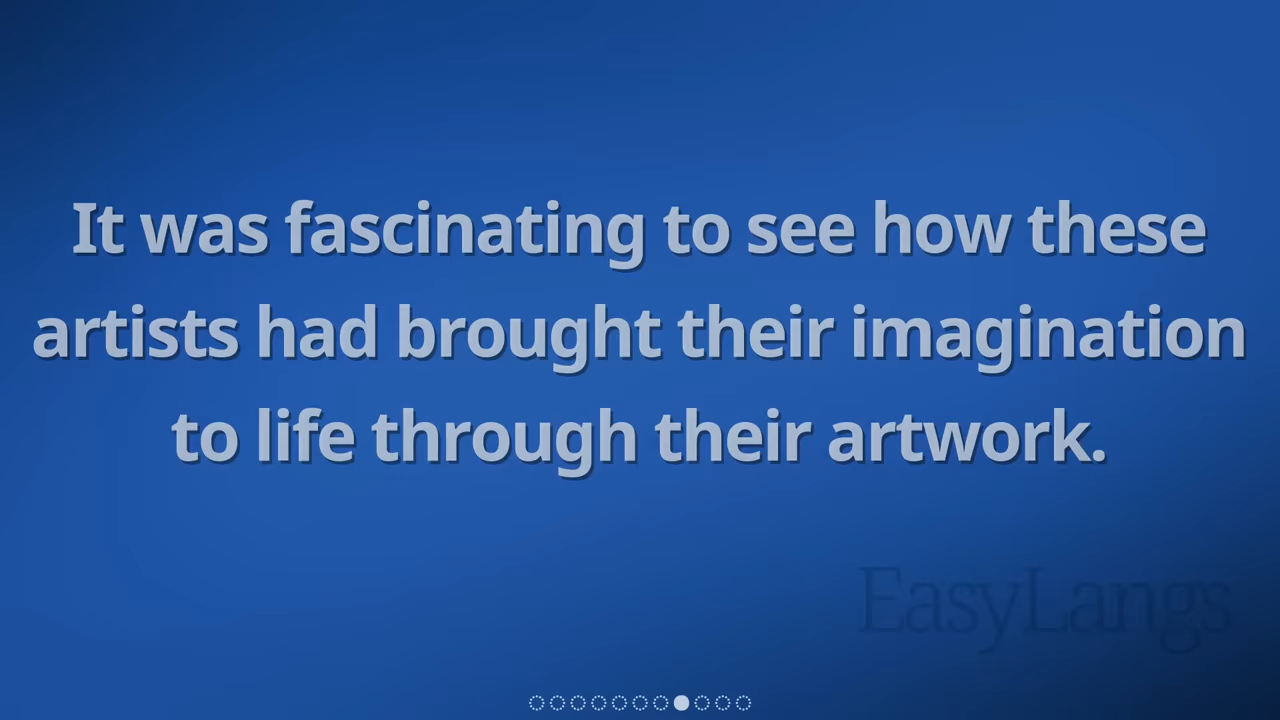 It was fascinating to see how these
artists had brought their imagination
to life through their artwork.
EasyLangs